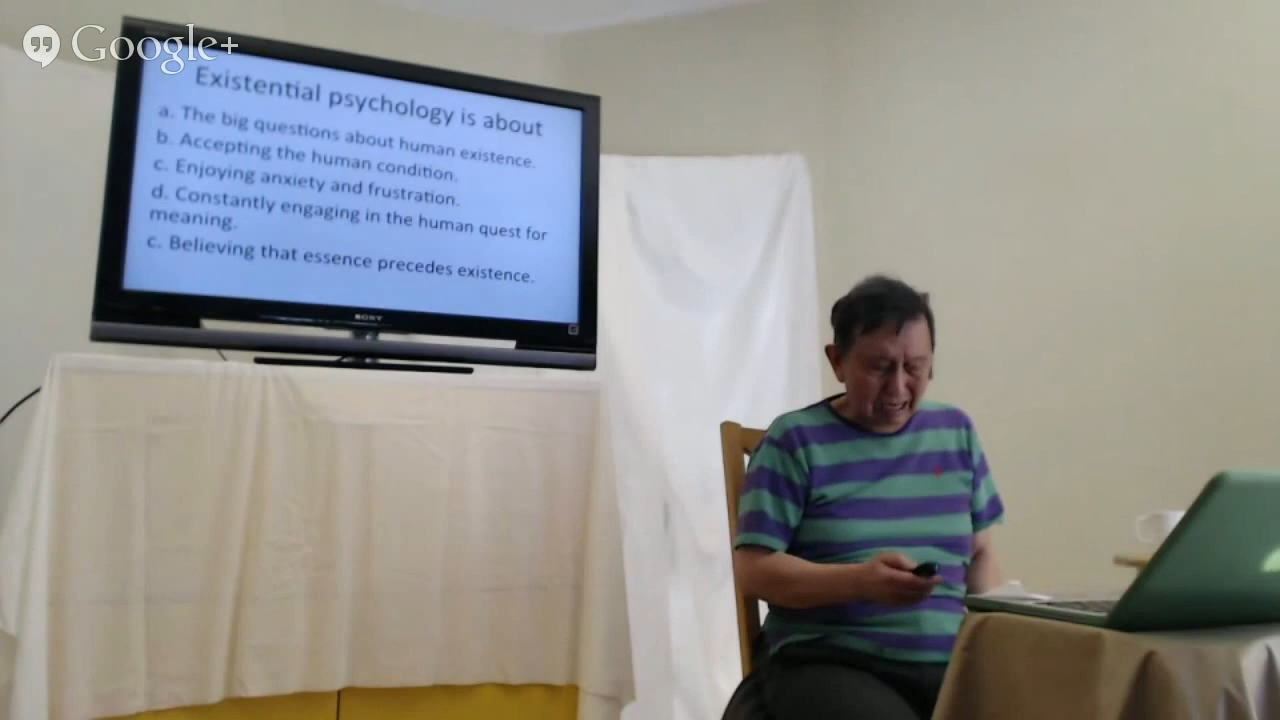 Google+
Existential psychology is about
a. The big questions about human existence.
b. Accepting the human condition.
c. Enjoying anxiety and frustration.
d. Constantly engaging in the human quest for
meaning.
c. Believing that essence precedes existence.
SONY